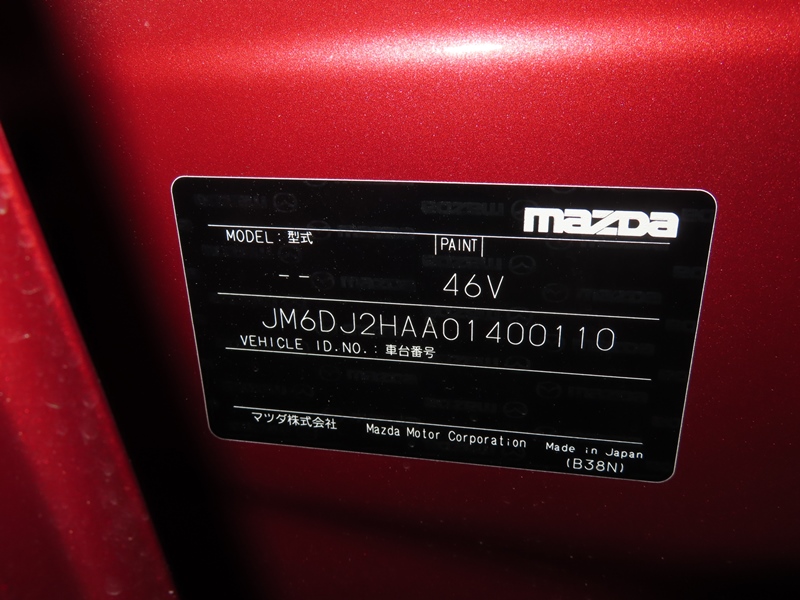 mazda
MODEL:型式 |PAINT|
-- 46V
JM6DJ2HAA01400110
VEHICLE ID.NO.:車台番号
マツダ株式会社 Mazda Motor Corporation Made in Japan
(B38N)